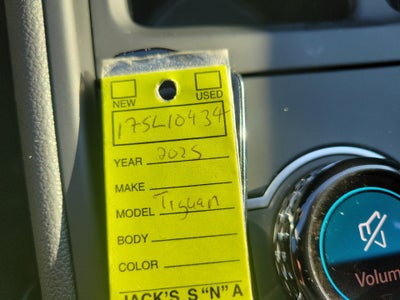 NEW USED
17SL10434
YEAR 2025
MAKE
MODEL Tiguan
BODY
COLOR
JACK'S S "N" A
Volum